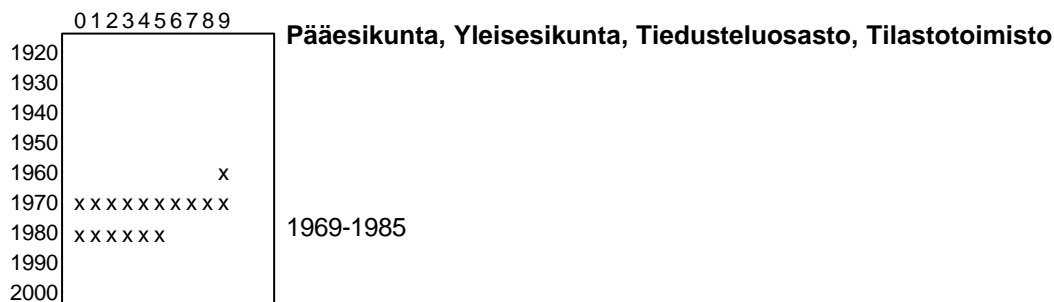 0 1 2 3 4 5 6 7 8 9
Pääesikunta, Yleisesikunta, Tiedusteluosasto, Tilastotoimisto
1920
1930
1940
1950
1960 x
1970 x x x x x x x x x x
1980 x x x x x x
1969-1985
1990
2000